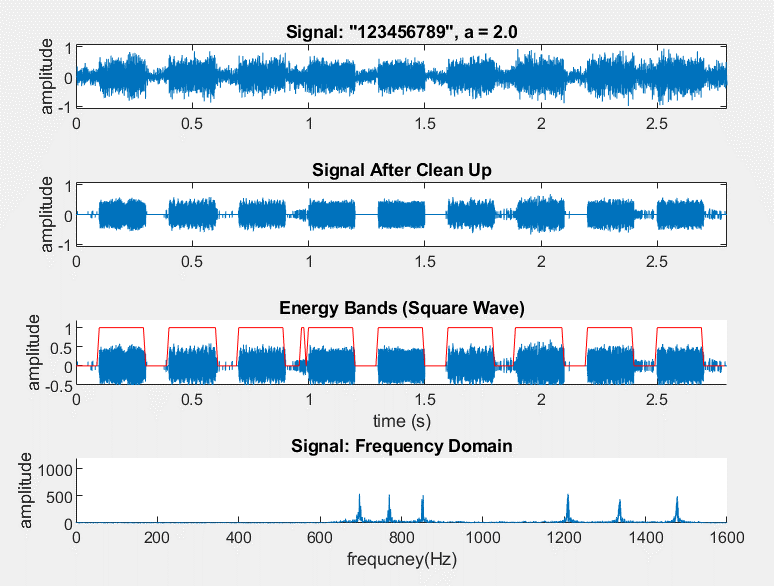 Signal: "123456789", a = 2.0
1
0
-1
amplitude
0 0.5 1 1.5 2 2.5
Signal After Clean Up
1
0
-1
amplitude
0 0.5 1 1.5 2 2.5
Energy Bands (Square Wave)
1
0.5
0
-0.5
amplitude
0 0.5 1 1.5 2 2.5
time (s)
Signal: Frequency Domain
1000
500
0
amplitude
0 200 400 600 800 1000 1200 1400 1600
frequcney(Hz)